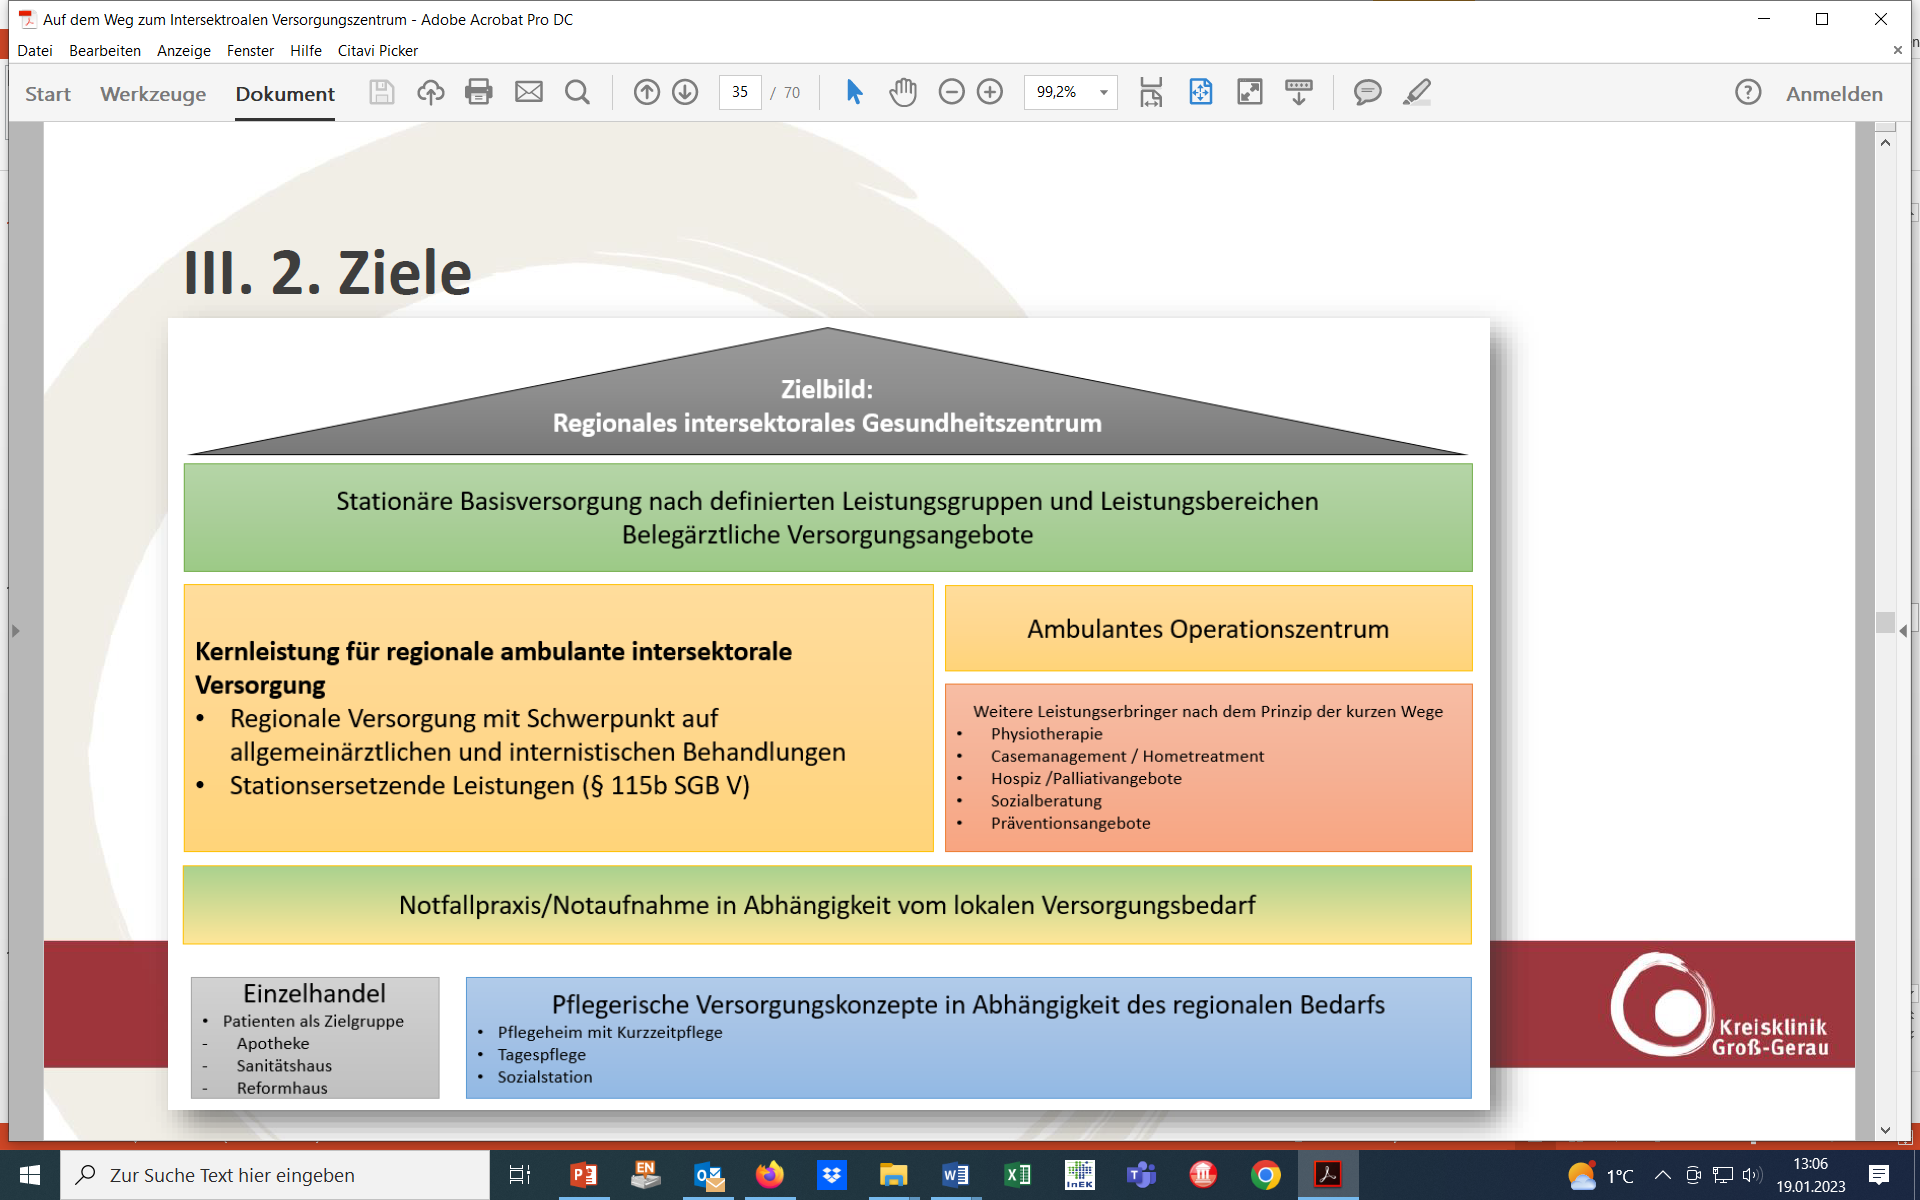 Auf dem Weg zum Intersektroalen Versorgungszentrum - Adobe Acrobat Pro DC
Datei Bearbeiten Anzeige Fenster Hilfe Citavi Picker
Start Werkzeuge Dokument 35 / 70 99,2% Anmelden
III. 2. Ziele
Zielbild:
Regionales intersektorales Gesundheitszentrum
Stationäre Basisversorgung nach definierten Leistungsgruppen und Leistungsbereichen
Belegärztliche Versorgungsangebote
Kernleistung für regionale ambulante intersektorale
Versorgung
• Regionale Versorgung mit Schwerpunkt auf
allgemeinärztlichen und internistischen Behandlungen
• Stationsersetzende Leistungen (§ 115b SGB V)
Ambulantes Operationszentrum
Weitere Leistungserbringer nach dem Prinzip der kurzen Wege
• Physiotherapie
• Casemanagement / Hometreatment
• Hospiz /Palliativangebote
• Sozialberatung
• Präventionsangebote
Notfallpraxis/Notaufnahme in Abhängigkeit vom lokalen Versorgungsbedarf
Einzelhandel
• Patienten als Zielgruppe
- Apotheke
- Sanitätshaus
- Reformhaus
Pflegerische Versorgungskonzepte in Abhängigkeit des regionalen Bedarfs
• Pflegeheim mit Kurzzeitpflege
• Tagespflege
• Sozialstation
Kreisklinik
Groß-Gerau
Zur Suche Text hier eingeben
EN
InEK
1°C
13:06
19.01.2023